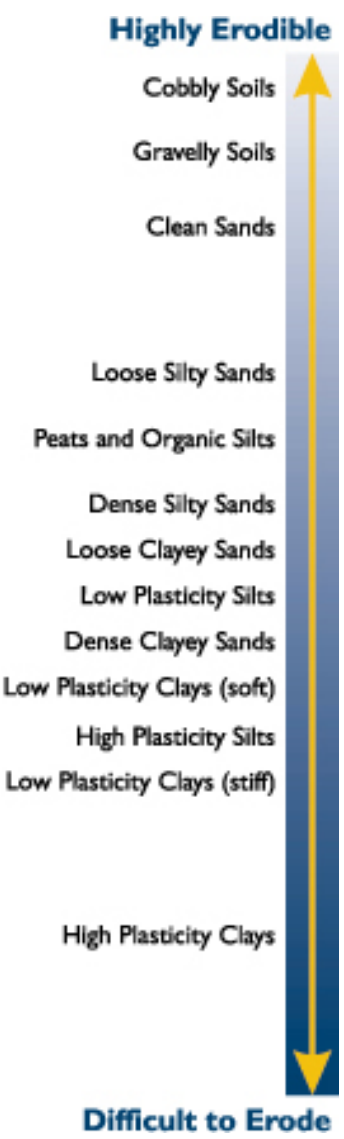 Highly Erodible
Cobbly Soils
Gravelly Soils
Clean Sands
Loose Silty Sands
Peats and Organic Silts
Dense Silty Sands
Loose Clayey Sands
Low Plasticity Silts
Dense Clayey Sands
Low Plasticity Clays (soft)
High Plasticity Silts
Low Plasticity Clays (stiff)
High Plasticity Clays
Difficult to Erode